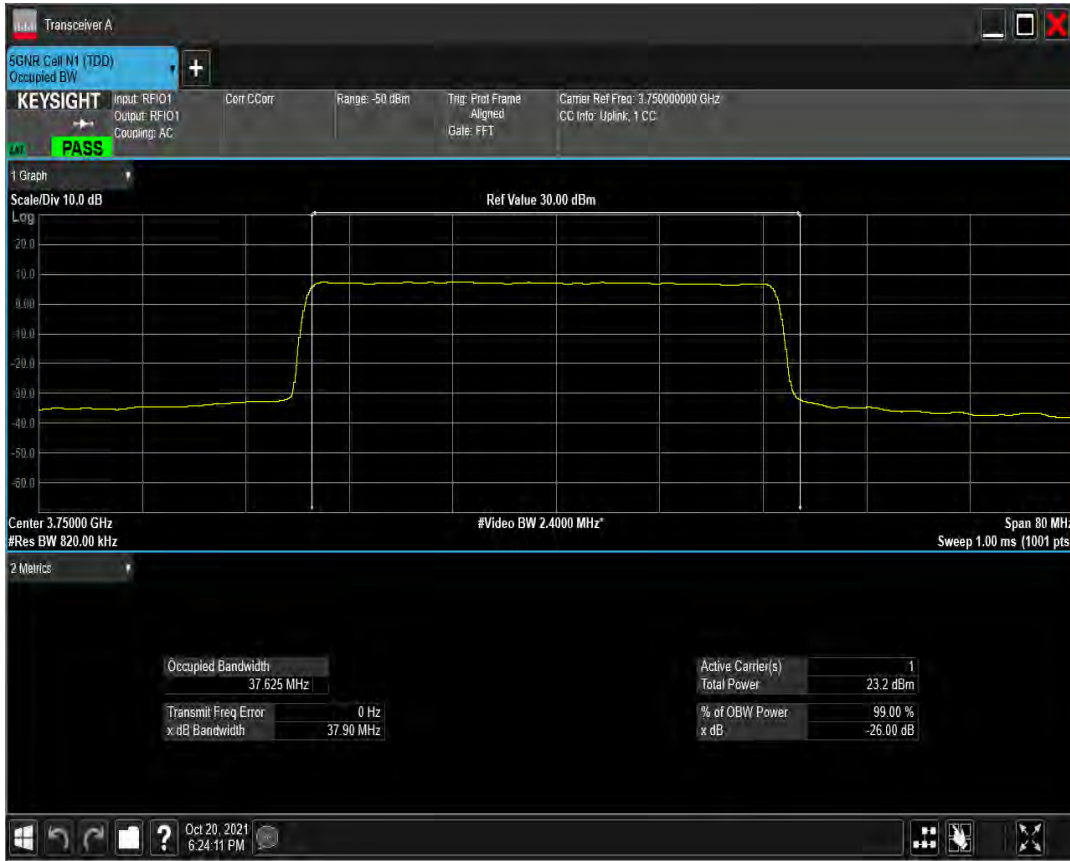 Transceiver A
5GNR Cell N1 (TDD)
Occupied BW
KEYSIGHT
Input: RFIO1
Output: RFIO1
Coupling: AC
Corr CCorr
Range: -50 dBm
Trig: Prot Frame
Aligned
Gate: FFT
Carrier Ref Freq: 3.750000000 GHz
CC Info: Uplink, 1 CC
PASS
1 Graph
Scale/Div 10.0 dB
Ref Value 30.00 dBm
Log
20.0
10.0
0.00
-10.0
-20.0
-30.0
-40.0
-50.0
-60.0
Center 3.75000 GHz
#Video BW 2.4000 MHz*
Span 80 MHz
#Res BW 820.00 kHz
Sweep 1.00 ms (1001 pts
2 Metrics
Occupied Bandwidth
37.625 MHz
Transmit Freq Error 0 Hz
x dB Bandwidth 37.90 MHz
Active Carrier(s) 1
Total Power 23.2 dBm
% of OBW Power 99.00 %
x dB -26.00 dB
Oct 20, 2021
6:24:11 PM